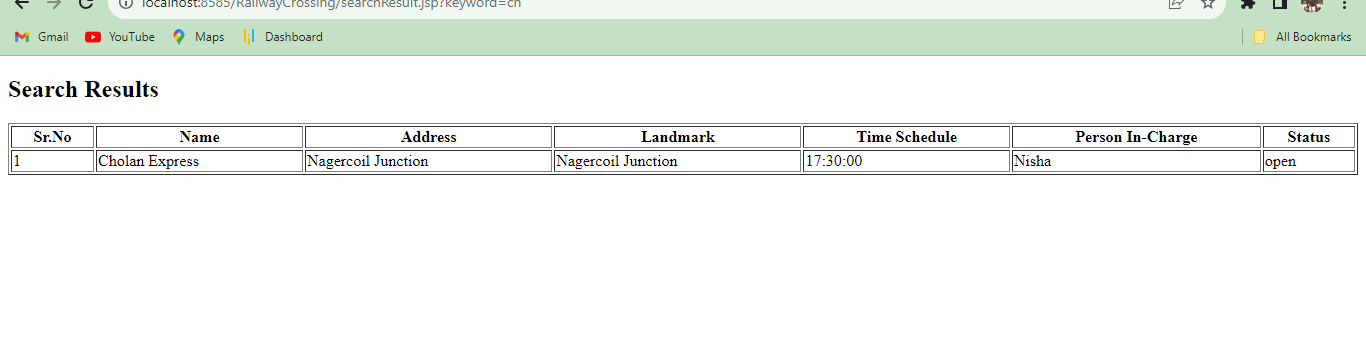 localhost:8585/RailwayCrossing/searchResult.jsp?keyword=ch
Gmail YouTube Maps Dashboard All Bookmarks
Search Results
Sr.No Name Address Landmark Time Schedule Person In-Charge Status
1 Cholan Express Nagercoil Junction Nagercoil Junction 17:30:00 Nisha open